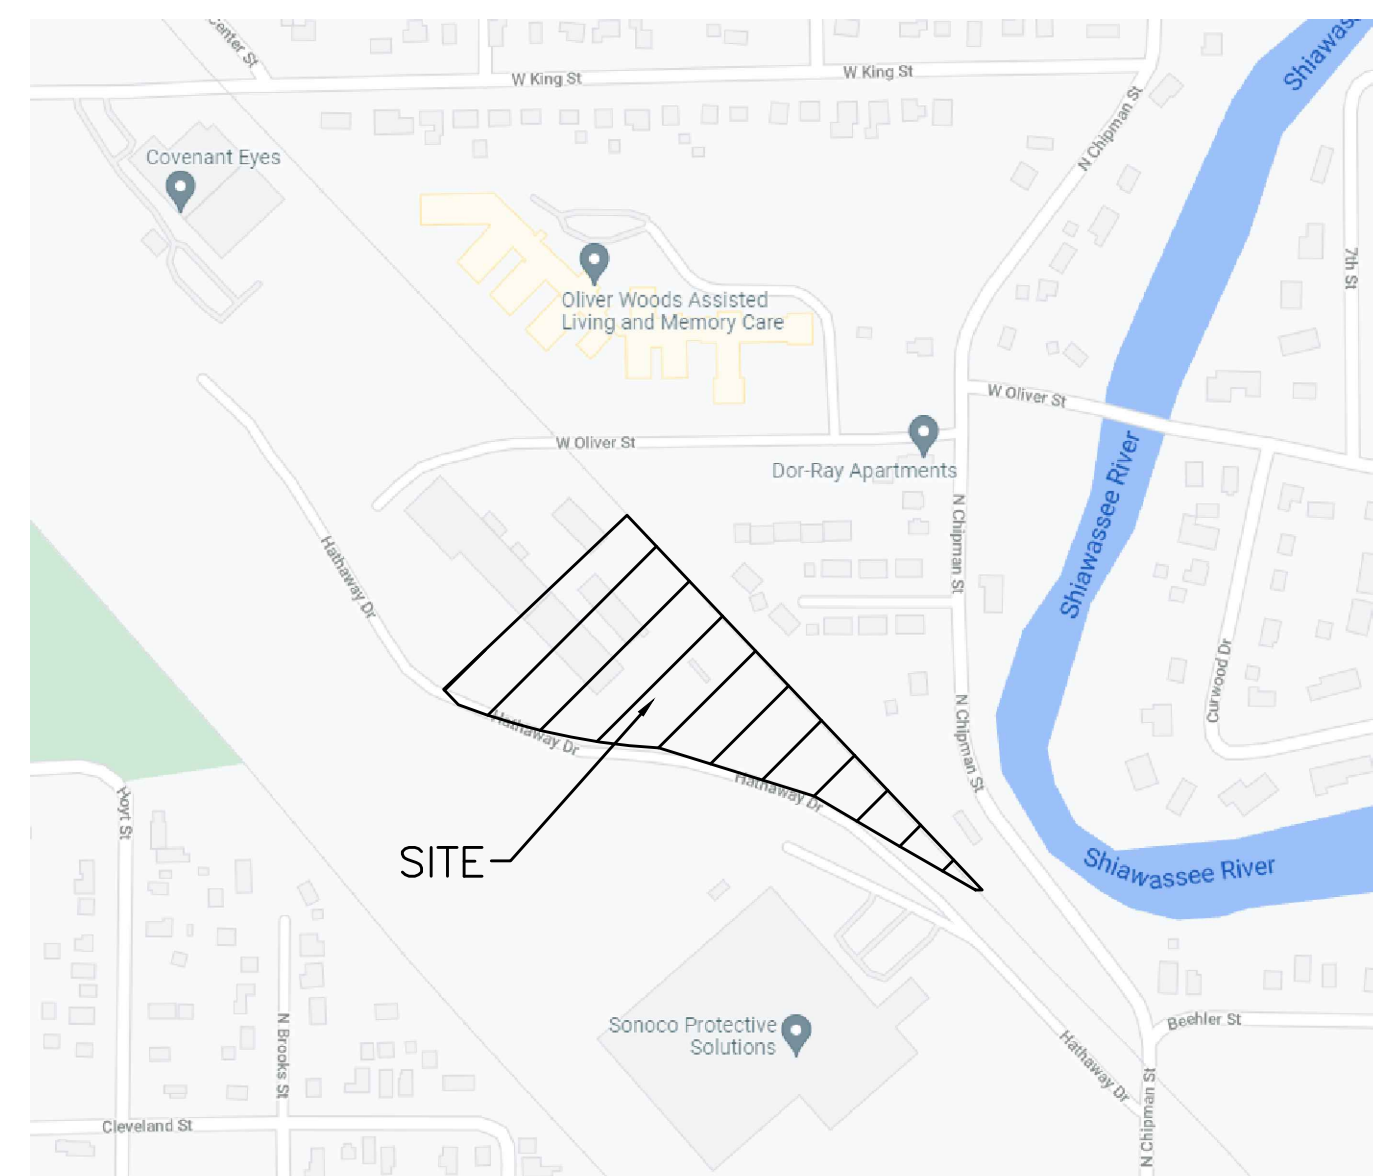 Center St
W King St
W King St
Shiawas
N Chipman St
Covenant Eyes
7th St
Oliver Woods Assisted
Living and Memory Care
W Oliver St
W Oliver St
Dor-Ray Apartments
Shiawassee River
N Chipman St
Hathaway Dr
Curwood Dr
N Chipman St
Hathaway Dr
Hathaway Dr
Hoyt St
SITE
Shiawassee River
Sonoco Protective
Solutions
Beehler St
N Brooks St
Hathaway Dr
N Chipman St
Cleveland St